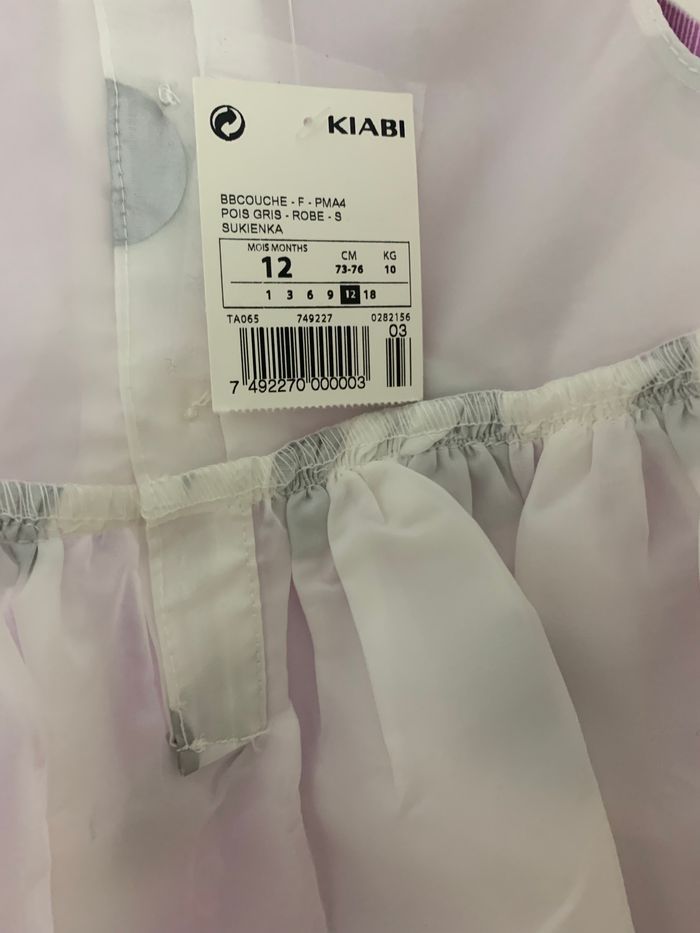 KIABI
BBCOUCHE - F - PMA4
POIS GRIS - ROBE - S
SUKIENKA
MOIS MONTHS CM KG
12 73-76 10
1 3 6 9 12 18
TA065 749227 0282156
03
7 492270 000003